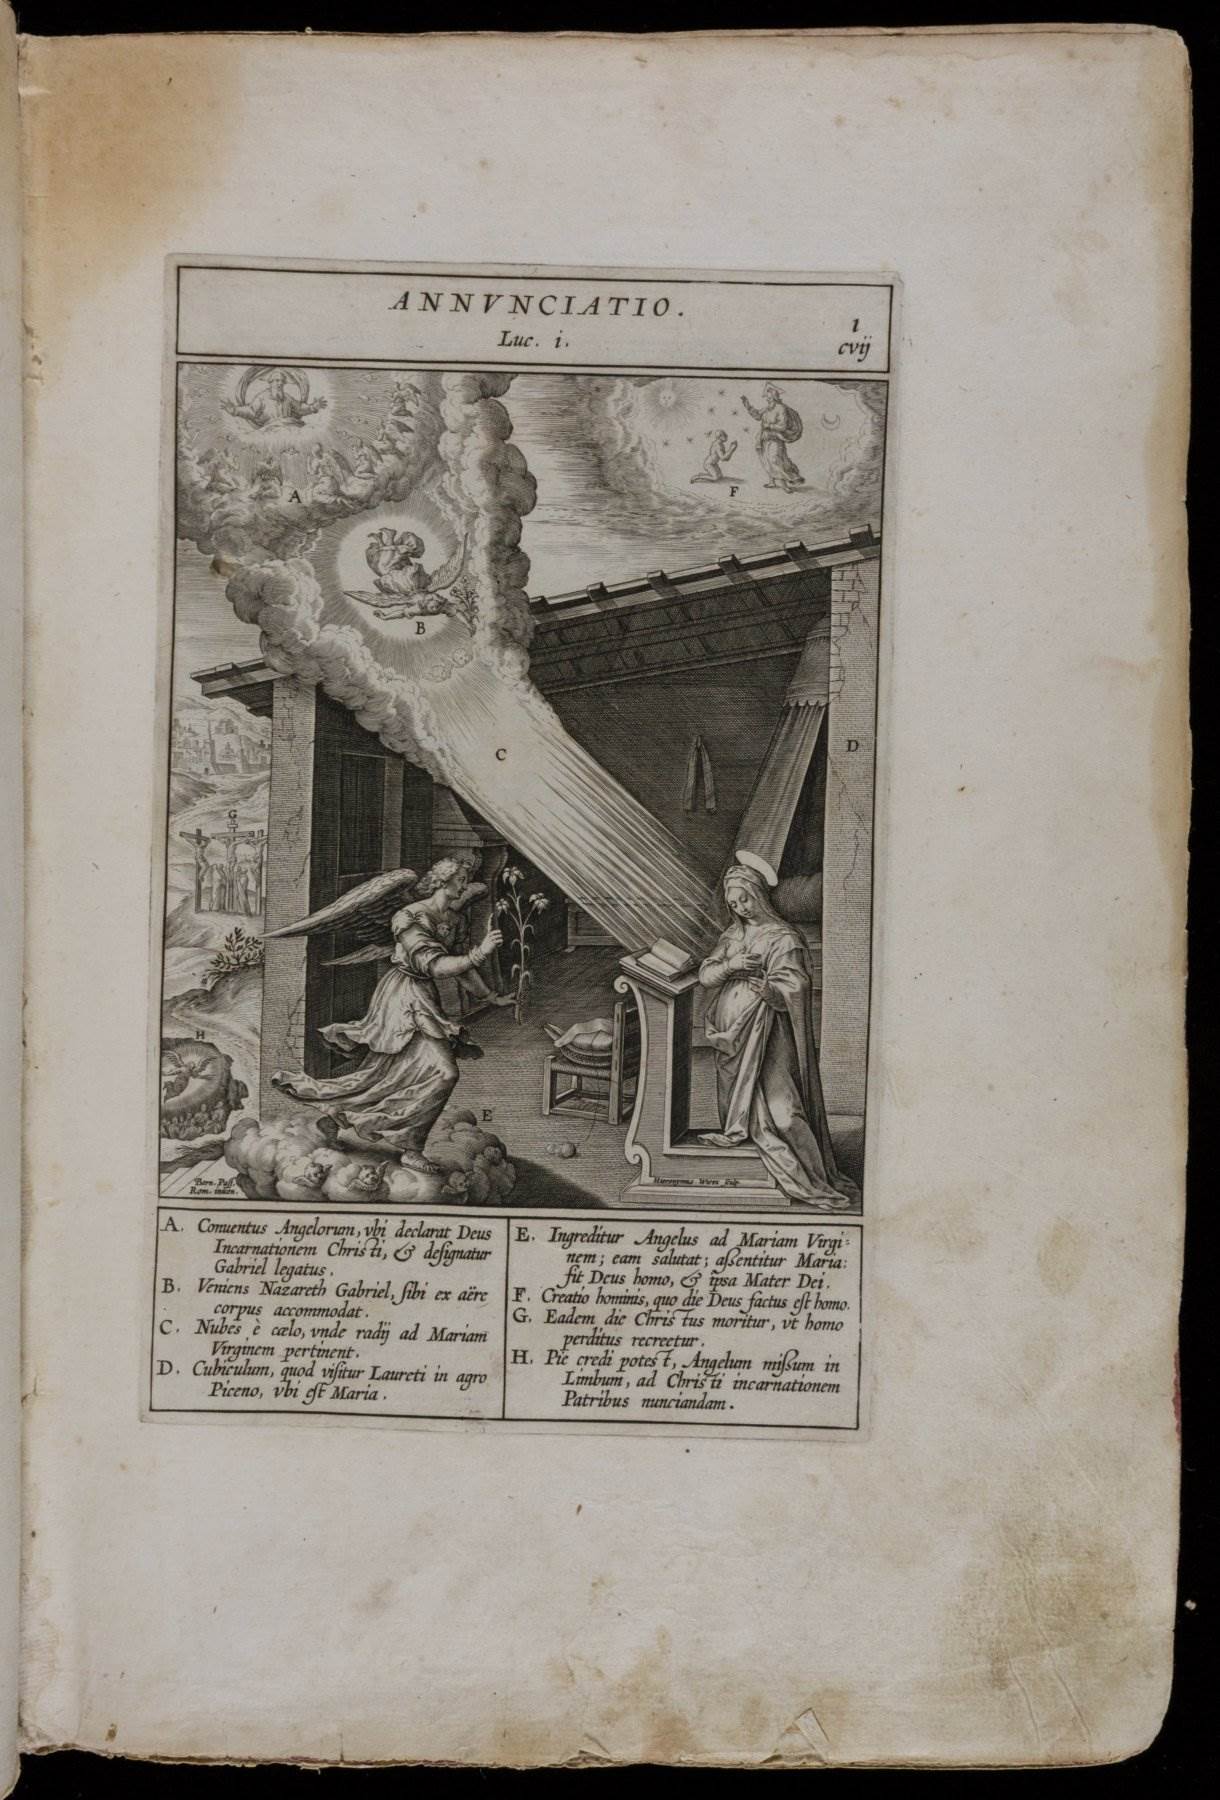 ANNVNCIATIO.
Luc. i.
1
cvij
A
F
B
C
D
G
H
E
Bern. Pass.
Rom. inuen.
Hieronymus Wierx sculp.
A. Conuentus Angelorum, vbi declarat Deus
Incarnationem Christi, & designatur
Gabriel legatus.
B. Veniens Nazareth Gabriel, sibi ex aëre
corpus accommodat.
C. Nubes è cælo, vnde radij ad Mariam
Virginem pertinent.
D. Cubiculum, quod visitur Laureti in agro
Piceno, vbi est Maria.
E. Ingreditur Angelus ad Mariam Virgi-
nem; eam salutat; assentitur Maria:
fit Deus homo, & ipsa Mater Dei.
F. Creatio hominis, quo die Deus factus est homo.
G. Eadem die Christus moritur, vt homo
perditus recreetur.
H. Pie credi potest, Angelum missum in
Limbum, ad Christi incarnationem
Patribus nunciandam.